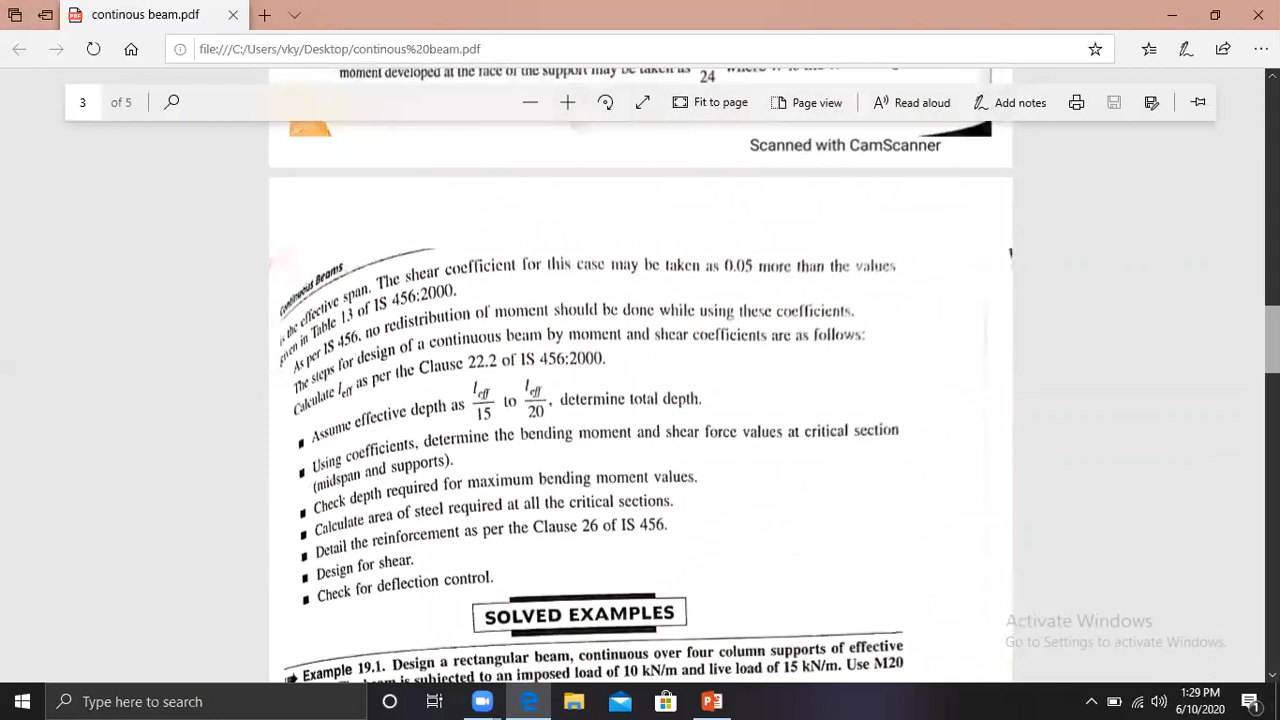 continous beam.pdf
file:///C:/Users/vky/Desktop/continous%20beam.pdf
moment developed at the face of the support may be taken as
24
3 of 5 Fit to page Page view Read aloud Add notes
Scanned with CamScanner
Continuous Beams
is the effective span. The shear coefficient for this case may be taken as 0.05 more than the values
given in Table 13 of IS 456:2000.
As per IS 456, no redistribution of moment should be done while using these coefficients.
The steps for design of a continuous beam by moment and shear coefficients are as follows:
Calculate l_eff as per the Clause 22.2 of IS 456:2000.
■ Assume effective depth as l_eff/15 to l_eff/20, determine total depth.
■ Using coefficients, determine the bending moment and shear force values at critical section
(midspan and supports).
■ Check depth required for maximum bending moment values.
■ Calculate area of steel required at all the critical sections.
■ Detail the reinforcement as per the Clause 26 of IS 456.
■ Design for shear.
■ Check for deflection control.
SOLVED EXAMPLES
Example 19.1. Design a rectangular beam, continuous over four column supports of effective
beam is subjected to an imposed load of 10 kN/m and live load of 15 kN/m. Use M20
Activate Windows
Go to Settings to activate Windows.
Type here to search
1:29 PM
6/10/2020
1